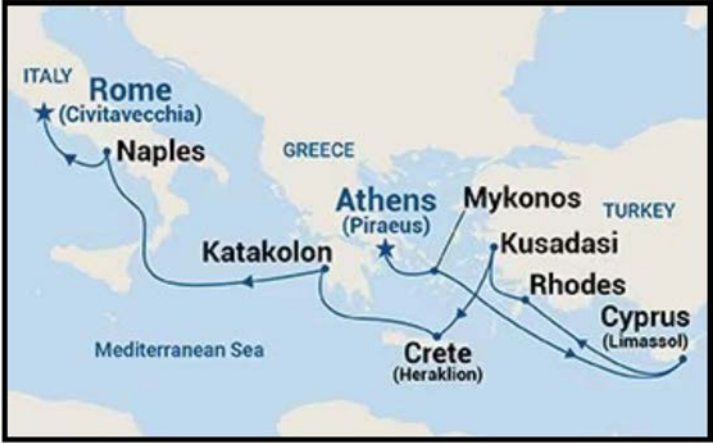 ITALY
Rome
(Civitavecchia)
Naples
GREECE
Athens
(Piraeus)
Mykonos
TURKEY
Katakolon
Kusadasi
Rhodes
Cyprus
(Limassol)
Mediterranean Sea
Crete
(Heraklion)